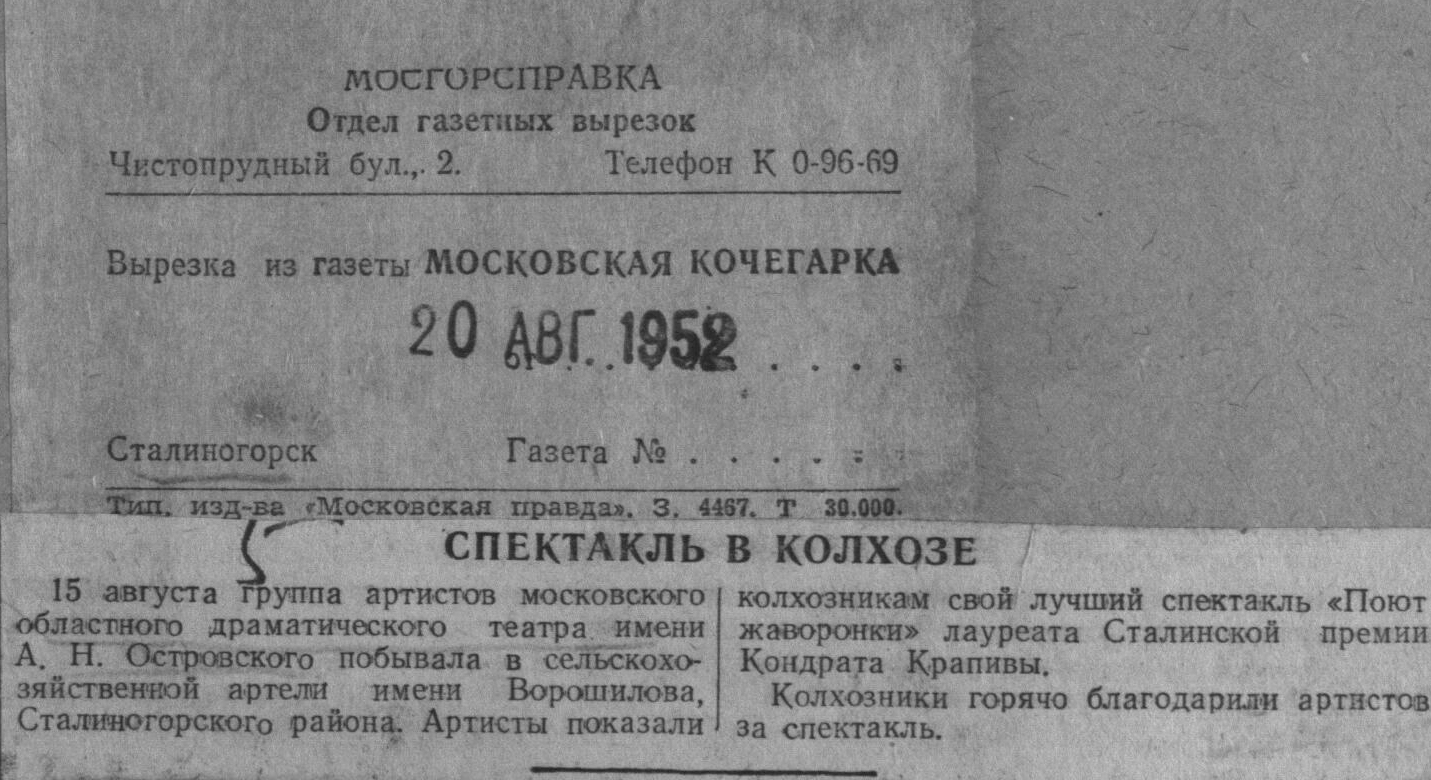 МОСГОРСПРАВКА
Отдел газетных вырезок
Чистопрудный бул., 2. Телефон К 0-96-69
Вырезка из газеты МОСКОВСКАЯ КОЧЕГАРКА
20 АВГ. 1952 . . . .
Сталиногорск Газета № . . . . . .
Тип. изд-ва «Московская правда». З. 4467. Т 30.000.
СПЕКТАКЛЬ В КОЛХОЗЕ
15 августа группа артистов московского
областного драматического театра имени
А. Н. Островского побывала в сельскохо-
зяйственной артели имени Ворошилова,
Сталиногорского района. Артисты показали
колхозникам свой лучший спектакль «Поют
жаворонки» лауреата Сталинской премии
Кондрата Крапивы.
Колхозники горячо благодарили артистов
за спектакль.